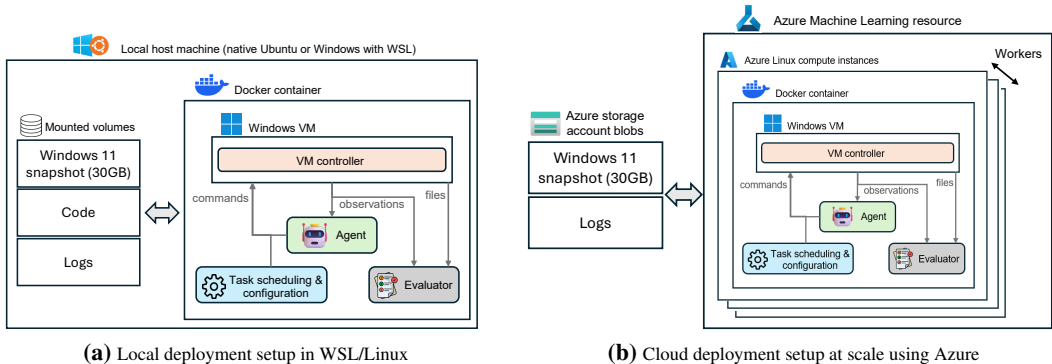 Local host machine (native Ubuntu or Windows with WSL)
Docker container
Mounted volumes
Windows VM
Windows 11
snapshot (30GB)
VM controller
commands
files
observations
Code
Agent
Logs
Task scheduling &
configuration
Evaluator
(a) Local deployment setup in WSL/Linux
Azure Machine Learning resource
Workers
Azure Linux compute instances
Docker container
Azure storage
account blobs
Windows VM
Windows 11
snapshot (30GB)
VM controller
commands
files
observations
Logs
Agent
Task scheduling &
configuration
Evaluator
(b) Cloud deployment setup at scale using Azure